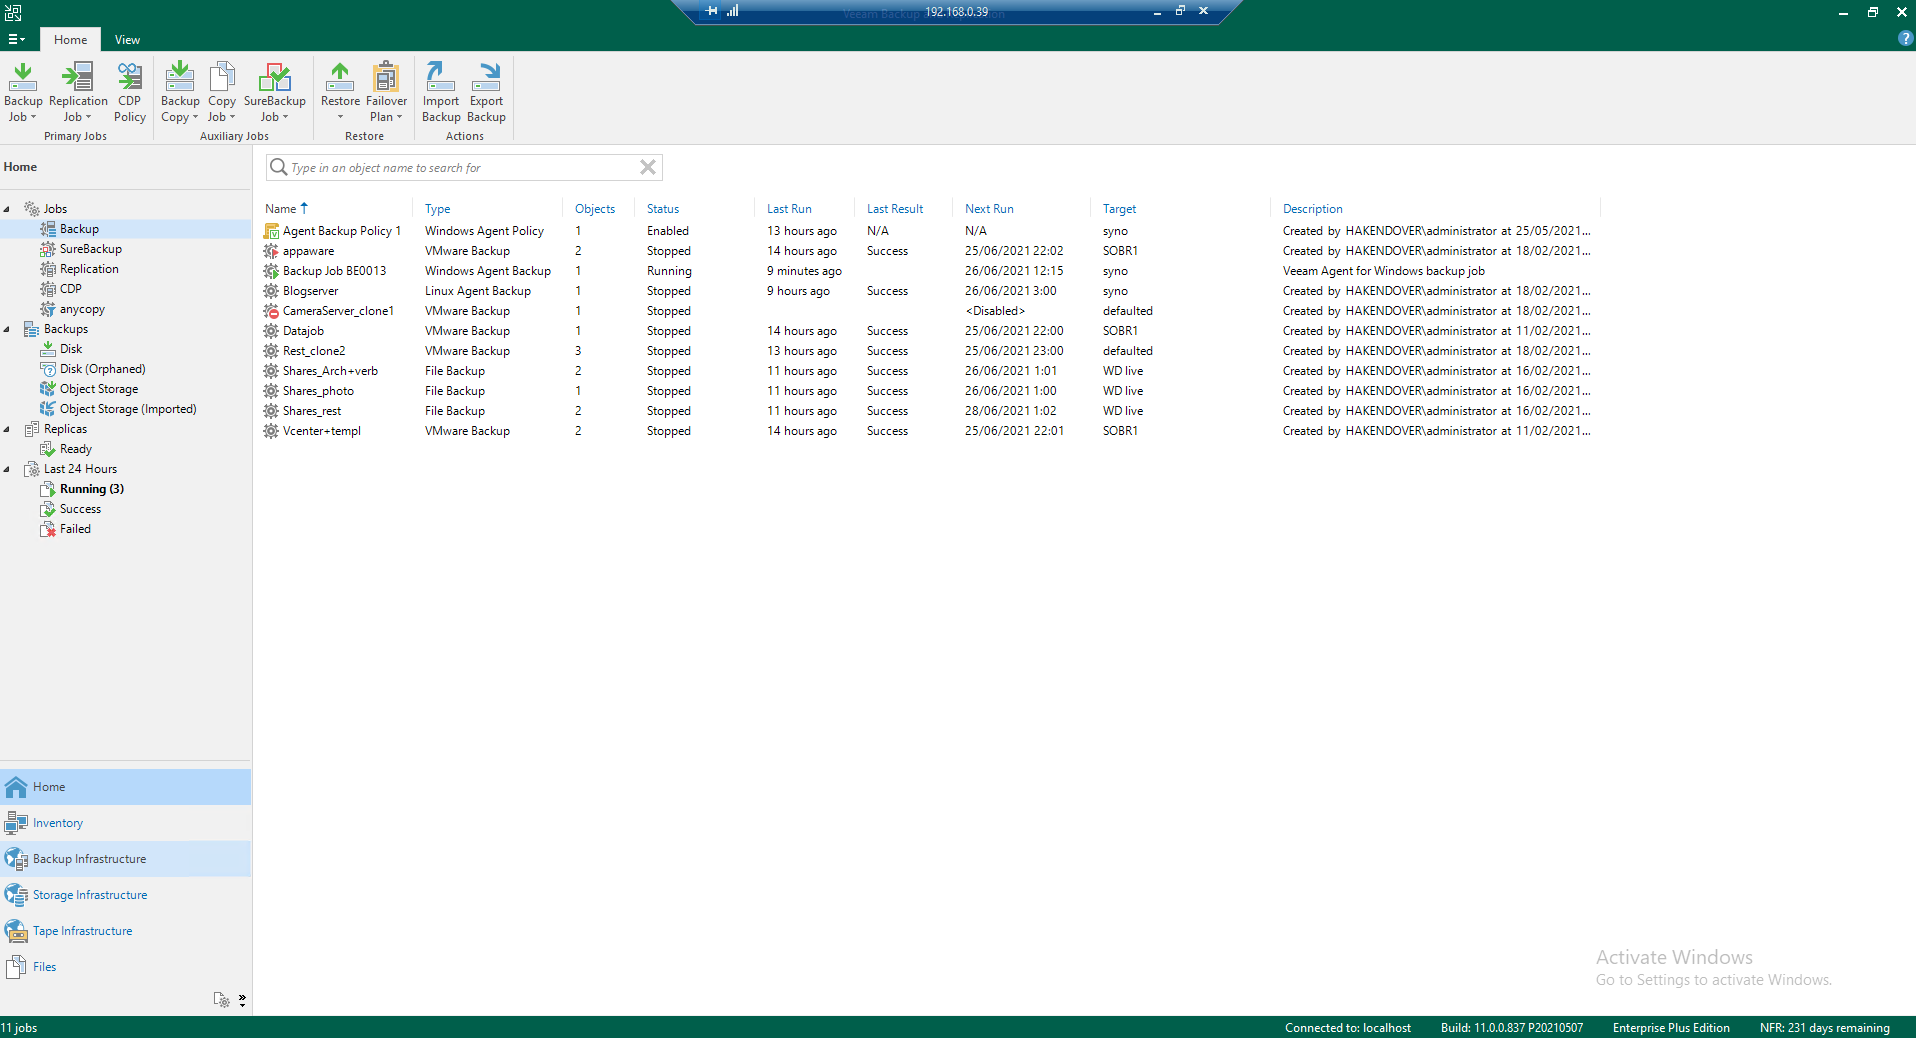 Veeam Backup
192.168.0.39
Home View
Backup Job
Replication Job
CDP Policy
Primary Jobs
Backup Copy
Copy Job
SureBackup Job
Auxiliary Jobs
Restore
Failover Plan
Restore
Import Backup
Export Backup
Actions
Home
Jobs
Backup
SureBackup
Replication
CDP
anycopy
Backups
Disk
Disk (Orphaned)
Object Storage
Object Storage (Imported)
Replicas
Ready
Last 24 Hours
Running (3)
Success
Failed
Home
Inventory
Backup Infrastructure
Storage Infrastructure
Tape Infrastructure
Files
Type in an object name to search for
Name Type Objects Status Last Run Last Result Next Run Target Description
Agent Backup Policy 1 Windows Agent Policy 1 Enabled 13 hours ago N/A N/A syno Created by HAKENDOVER\administrator at 25/05/2021...
appaware VMware Backup 2 Stopped 14 hours ago Success 25/06/2021 22:02 SOBR1 Created by HAKENDOVER\administrator at 18/02/2021...
Backup Job BE0013 Windows Agent Backup 1 Running 9 minutes ago 26/06/2021 12:15 syno Veeam Agent for Windows backup job
Blogserver Linux Agent Backup 1 Stopped 9 hours ago Success 26/06/2021 3:00 syno Created by HAKENDOVER\administrator at 18/02/2021...
CameraServer_clone1 VMware Backup 1 Stopped <Disabled> defaulted Created by HAKENDOVER\administrator at 18/02/2021...
Datajob VMware Backup 1 Stopped 14 hours ago Success 25/06/2021 22:00 SOBR1 Created by HAKENDOVER\administrator at 11/02/2021...
Rest_clone2 VMware Backup 3 Stopped 13 hours ago Success 25/06/2021 23:00 defaulted Created by HAKENDOVER\administrator at 18/02/2021...
Shares_Arch+verb File Backup 2 Stopped 11 hours ago Success 26/06/2021 1:01 WD live Created by HAKENDOVER\administrator at 16/02/2021...
Shares_photo File Backup 1 Stopped 11 hours ago Success 26/06/2021 1:00 WD live Created by HAKENDOVER\administrator at 16/02/2021...
Shares_rest File Backup 2 Stopped 11 hours ago Success 28/06/2021 1:02 WD live Created by HAKENDOVER\administrator at 16/02/2021...
Vcenter+templ VMware Backup 2 Stopped 14 hours ago Success 25/06/2021 22:01 SOBR1 Created by HAKENDOVER\administrator at 11/02/2021...
Activate Windows
Go to Settings to activate Windows.
11 jobs Connected to: localhost Build: 11.0.0.837 P20210507 Enterprise Plus Edition NFR: 231 days remaining